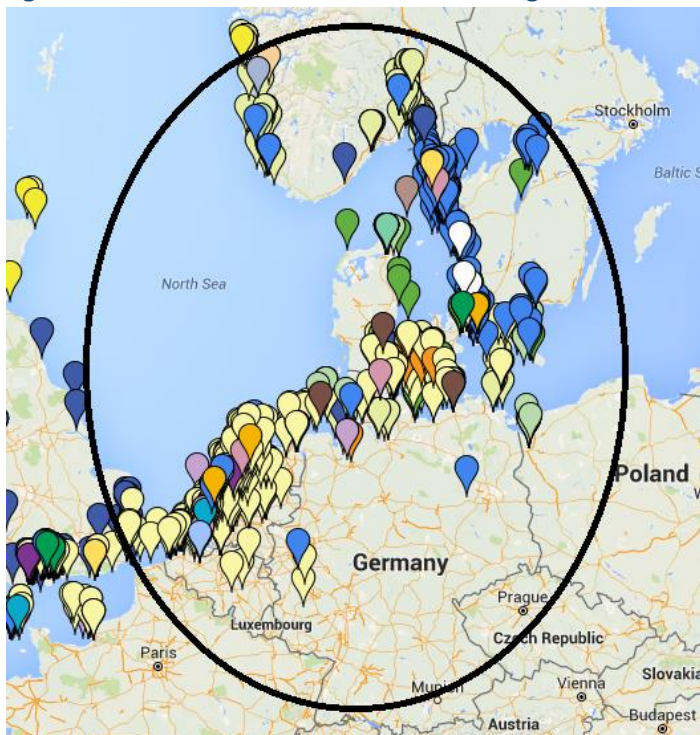 Stockholm
Baltic S
North Sea
Poland
W
Germany
Prague
Luxembourg
Czech Republic
Paris
Slovakia
Munich
Vienna
Austria
Budapest